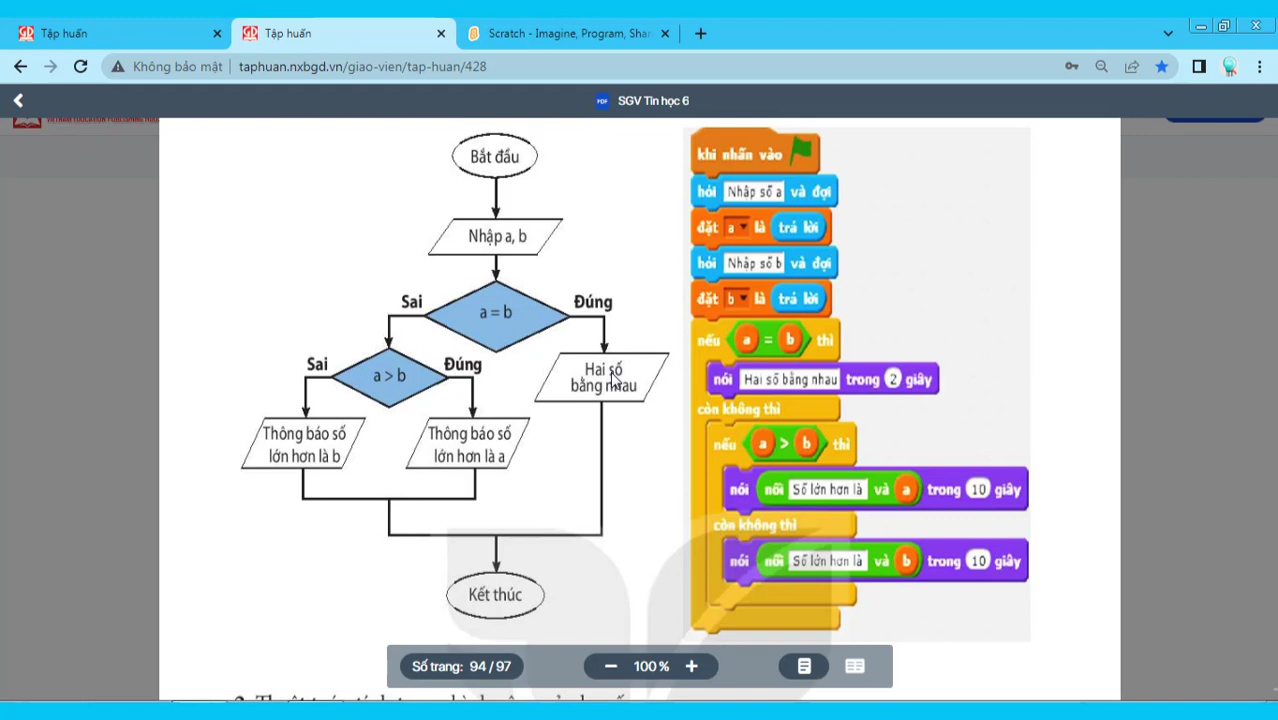 Tập huấn
Tập huấn
Scratch - Imagine, Program, Shar
Không bảo mật
taphuan.nxbgd.vn/giao-vien/tap-huan/428
PDF SGV Tin học 6
Bắt đầu
Nhập a, b
Sai
a = b
Đúng
Sai
a > b
Đúng
Hai số
bằng nhau
Thông báo số
lớn hơn là b
Thông báo số
lớn hơn là a
Kết thúc
khi nhấn vào
hỏi Nhập số a và đợi
đặt a là trả lời
hỏi Nhập số b và đợi
đặt b là trả lời
nếu a = b thì
nói Hai số bằng nhau trong 2 giây
còn không thì
nếu a > b thì
nói nối Số lớn hơn là và a trong 10 giây
còn không thì
nói nối Số lớn hơn là và b trong 10 giây
Số trang: 94 / 97
100 %